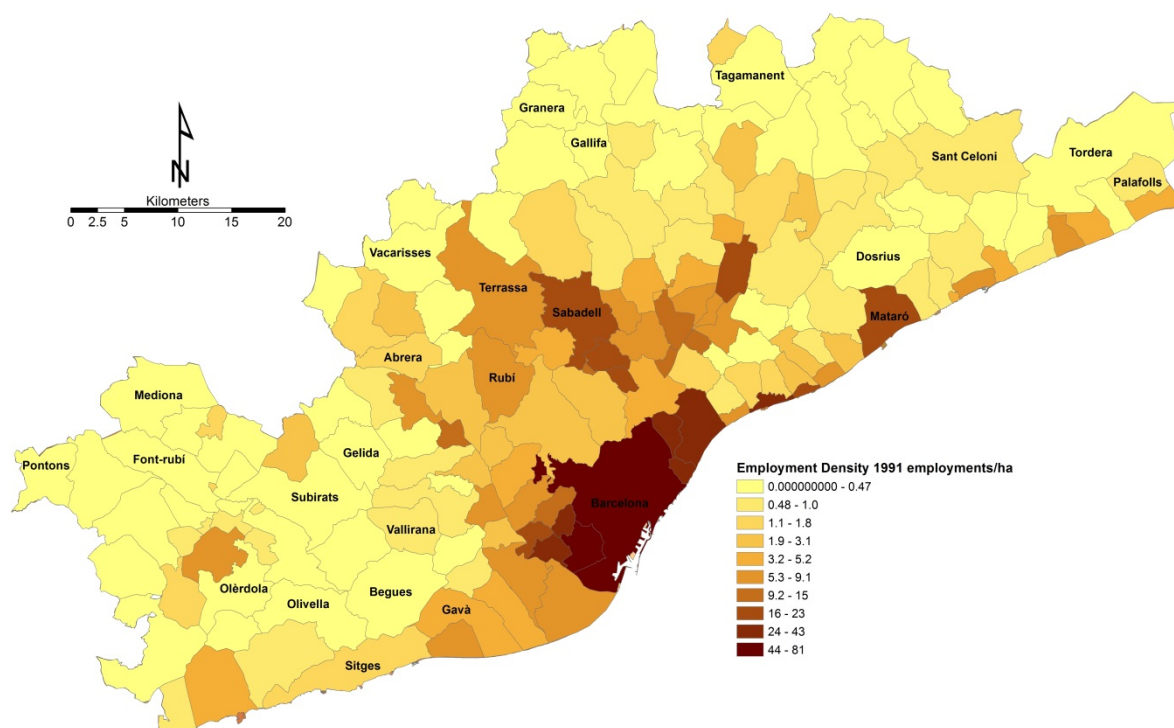 Tagamanent
Granera
Gallifa
Sant Celoni
Tordera
Palafolls
N
Kilometers
0 2.5 5 10 15 20
Vacarisses
Dosrius
Terrassa
Sabadell
Mataró
Abrera
Rubí
Mediona
Gelida
Font-rubí
Pontons
Subirats
Barcelona
Vallirana
Olèrdola
Olivella
Begues
Gavà
Sitges
Employment Density 1991 employments/ha
0.000000000 - 0.47
0.48 - 1.0
1.1 - 1.8
1.9 - 3.1
3.2 - 5.2
5.3 - 9.1
9.2 - 15
16 - 23
24 - 43
44 - 81